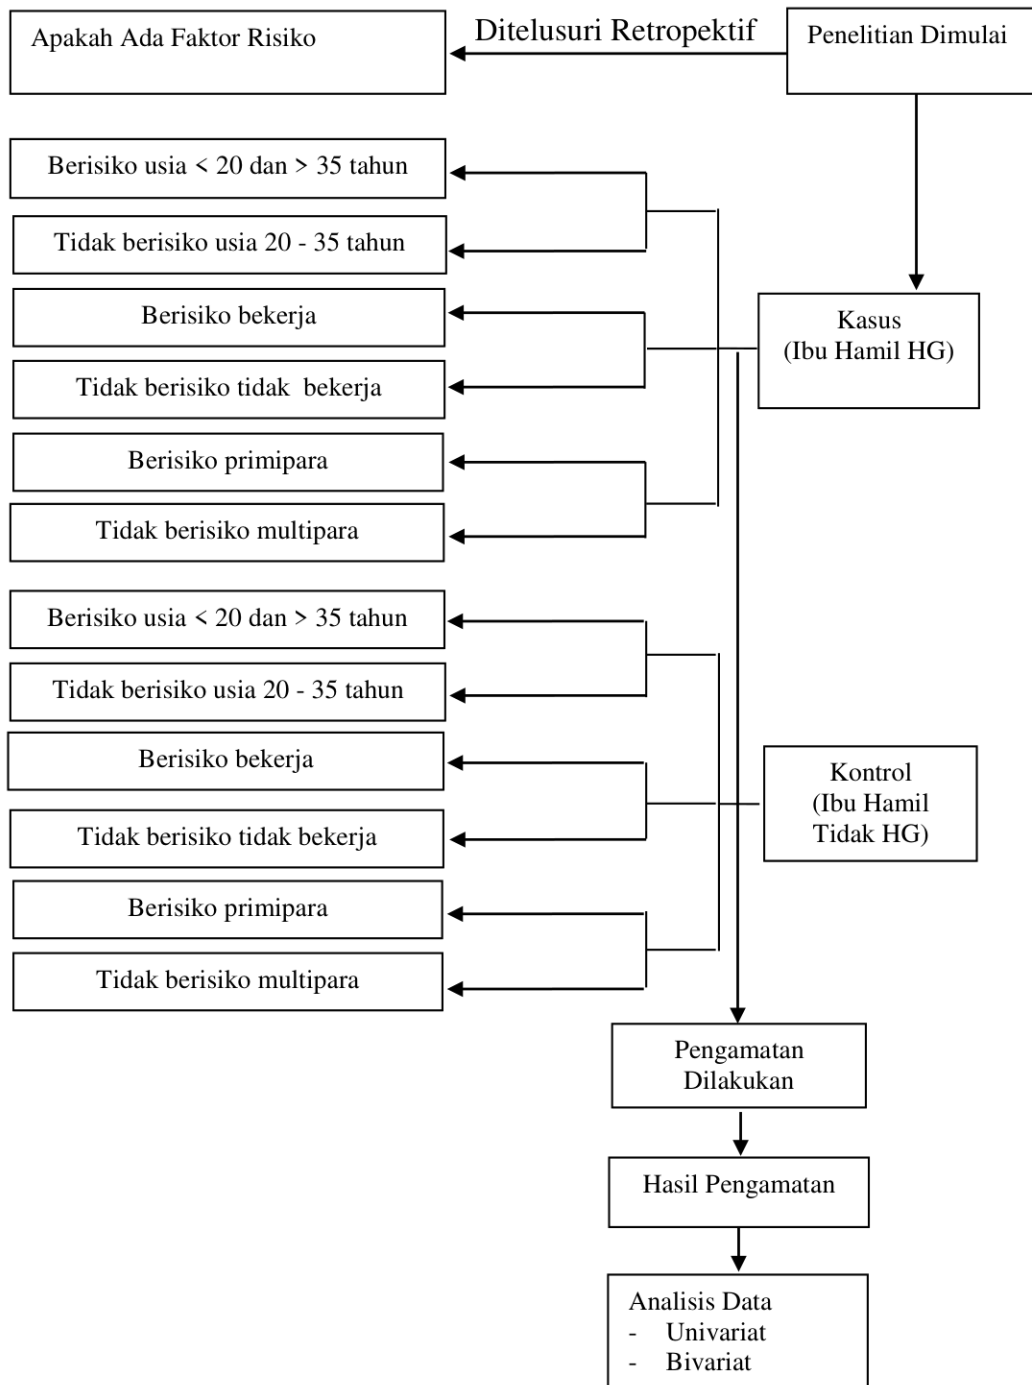 Apakah Ada Faktor Risiko
Ditelusuri Retropektif
Penelitian Dimulai
Berisiko usia < 20 dan > 35 tahun
Tidak berisiko usia 20 - 35 tahun
Berisiko bekerja
Tidak berisiko tidak bekerja
Berisiko primipara
Tidak berisiko multipara
Kasus
(Ibu Hamil HG)
Berisiko usia < 20 dan > 35 tahun
Tidak berisiko usia 20 - 35 tahun
Berisiko bekerja
Tidak berisiko tidak bekerja
Berisiko primipara
Tidak berisiko multipara
Kontrol
(Ibu Hamil
Tidak HG)
Pengamatan
Dilakukan
Hasil Pengamatan
Analisis Data
- Univariat
- Bivariat